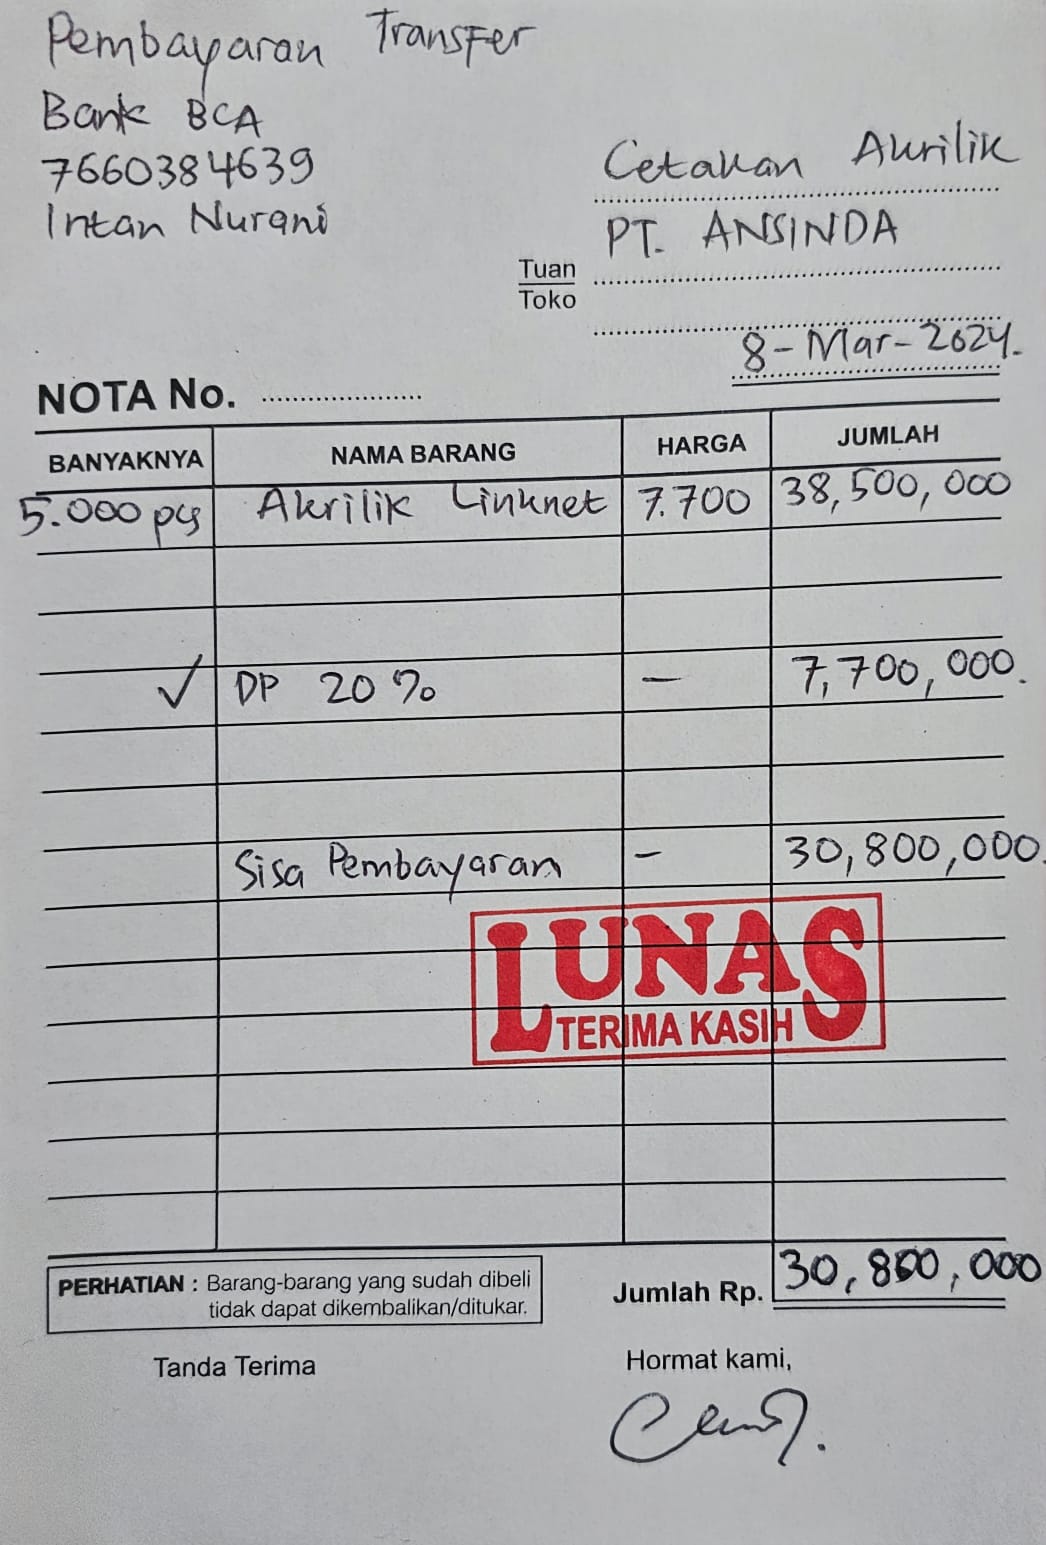 Pembayaran Transfer
Bank BCA
7660384639
Intan Nurani
Cetakan Akrilik
PT. ANSINDA
Tuan
Toko
8-Mar-2024.
NOTA No.
BANYAKNYA NAMA BARANG HARGA JUMLAH
5.000 pcs Akrilik Linknet 7.700 38,500,000
✓ DP 20% — 7,700,000.
Sisa Pembayaran — 30,800,000.
LUNAS
TERIMA KASIH
Jumlah Rp. 30,800,000
PERHATIAN : Barang-barang yang sudah dibeli
tidak dapat dikembalikan/ditukar.
Tanda Terima Hormat kami,